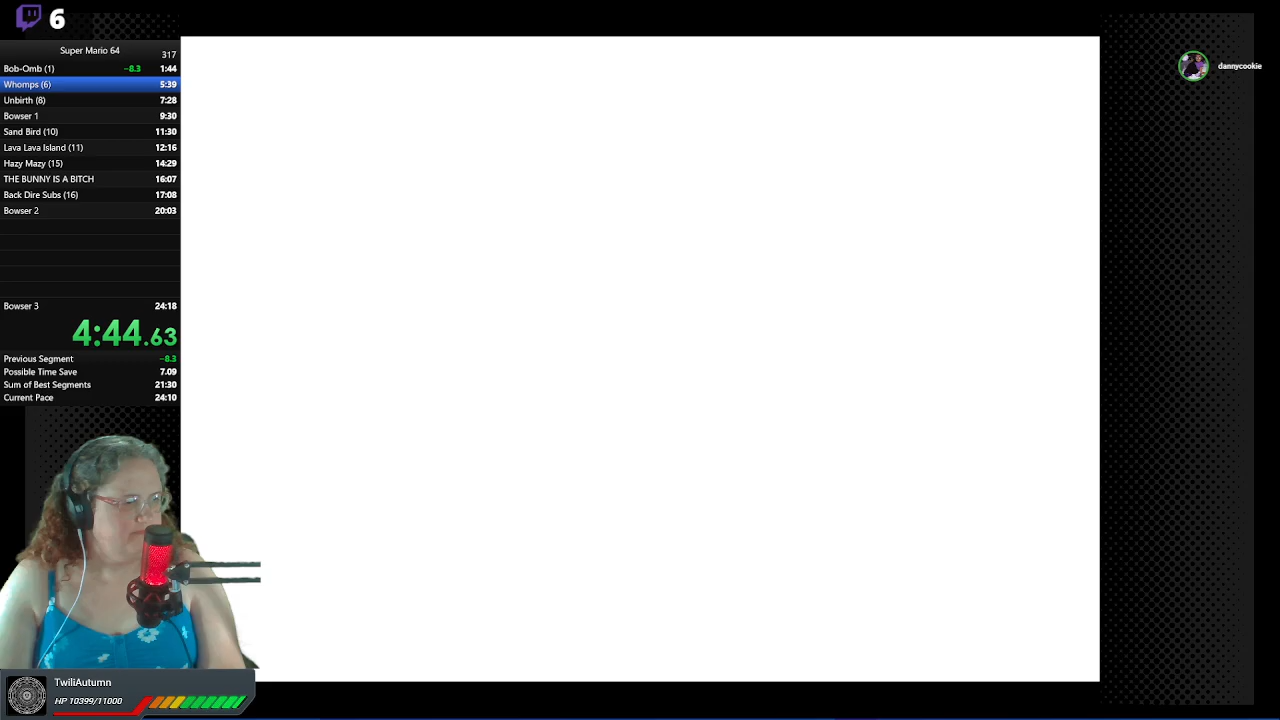 6
Super Mario 64
317
Bob-Omb (1) -8.3 1:44
Whomps (6) 5:39
Unbirth (8) 7:28
Bowser 1 9:30
Sand Bird (10) 11:30
Lava Lava Island (11) 12:16
Hazy Mazy (15) 14:29
THE BUNNY IS A BITCH 16:07
Back Dire Subs (16) 17:08
Bowser 2 20:03
Bowser 3 24:18
4:44.63
Previous Segment -8.3
Possible Time Save 7.09
Sum of Best Segments 21:30
Current Pace 24:10
TwiliAutumn
HP 10399/11000
dannycookie